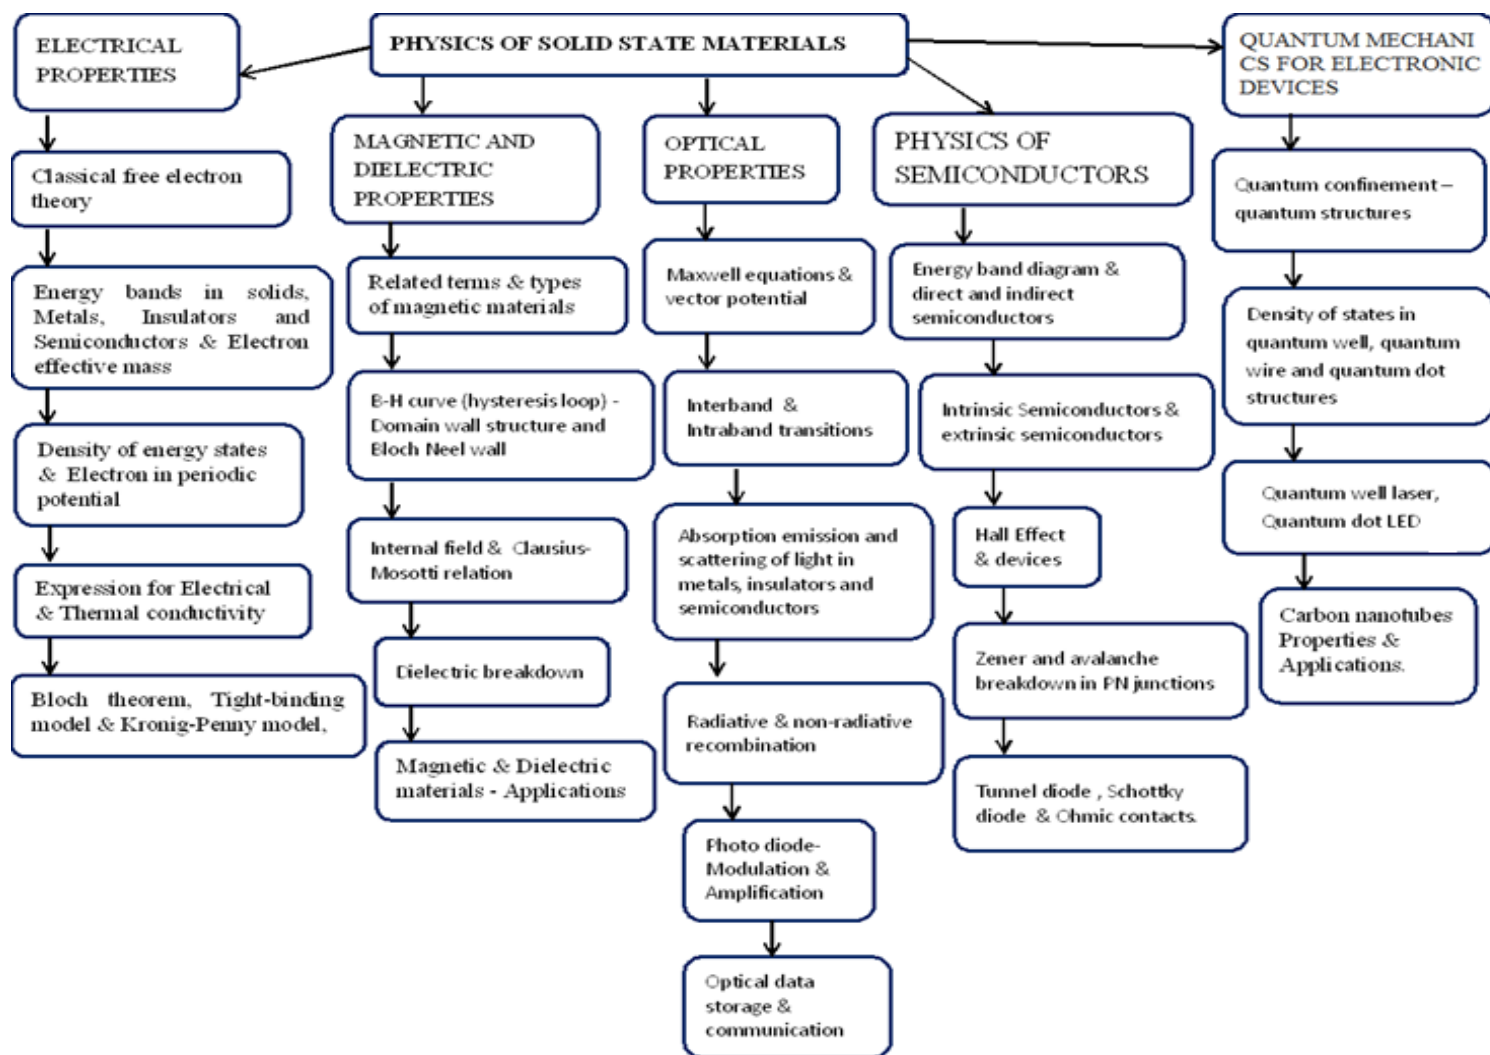 PHYSICS OF SOLID STATE MATERIALS
ELECTRICAL
PROPERTIES
Classical free electron
theory
Energy bands in solids,
Metals, Insulators and
Semiconductors & Electron
effective mass
Density of energy states
& Electron in periodic
potential
Expression for Electrical
& Thermal conductivity
Bloch theorem, Tight-binding
model & Kronig-Penny model,
MAGNETIC AND
DIELECTRIC
PROPERTIES
Related terms & types
of magnetic materials
B-H curve (hysteresis loop) -
Domain wall structure and
Bloch Neel wall
Internal field & Clausius-
Mosotti relation
Dielectric breakdown
Magnetic & Dielectric
materials - Applications
OPTICAL
PROPERTIES
Maxwell equations &
vector potential
Interband &
Intraband transitions
Absorption emission and
scattering of light in
metals, insulators and
semiconductors
Radiative & non-radiative
recombination
Photo diode-
Modulation &
Amplification
Optical data
storage &
communication
PHYSICS OF
SEMICONDUCTORS
Energy band diagram &
direct and indirect
semiconductors
Intrinsic Semiconductors &
extrinsic semiconductors
Hall Effect
& devices
Zener and avalanche
breakdown in PN junctions
Tunnel diode , Schottky
diode & Ohmic contacts.
QUANTUM MECHANI
CS FOR ELECTRONIC
DEVICES
Quantum confinement –
quantum structures
Density of states in
quantum well, quantum
wire and quantum dot
structures
Quantum well laser,
Quantum dot LED
Carbon nanotubes
Properties &
Applications.